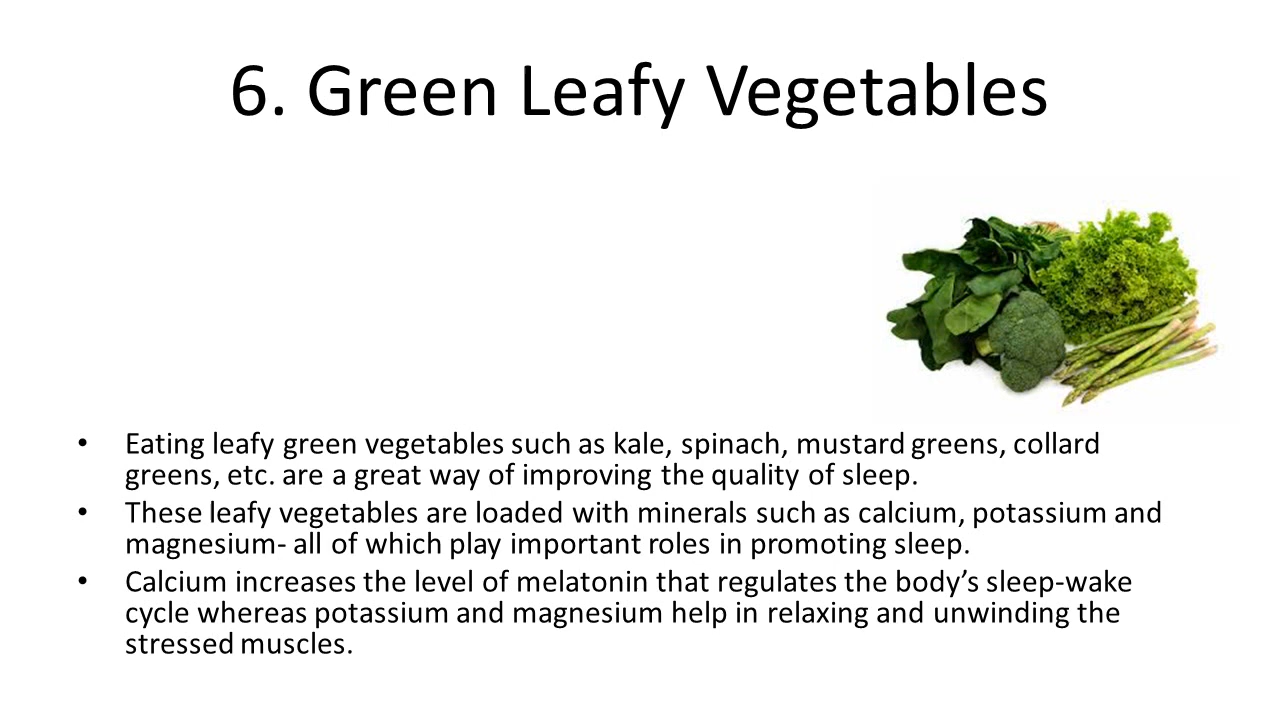 6. Green Leafy Vegetables
• Eating leafy green vegetables such as kale, spinach, mustard greens, collard
greens, etc. are a great way of improving the quality of sleep.
• These leafy vegetables are loaded with minerals such as calcium, potassium and
magnesium- all of which play important roles in promoting sleep.
• Calcium increases the level of melatonin that regulates the body’s sleep-wake
cycle whereas potassium and magnesium help in relaxing and unwinding the
stressed muscles.